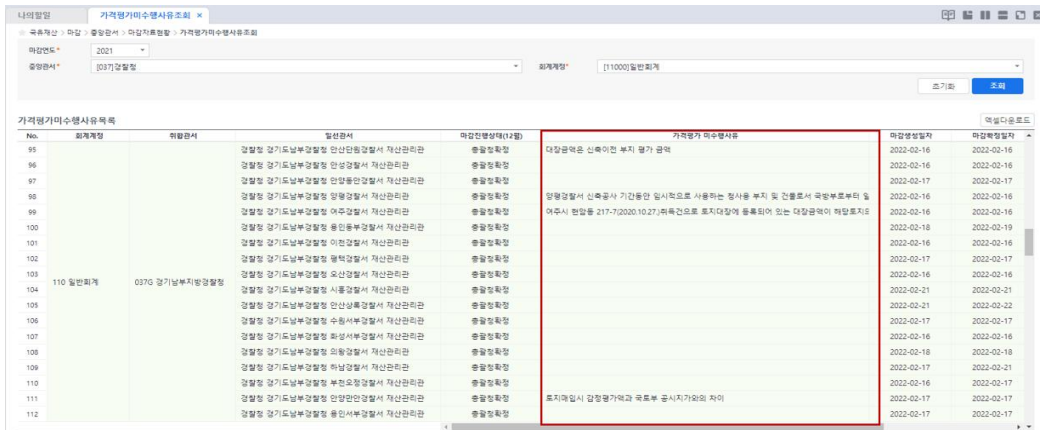 나의할일
가격평가미수행사유조회 ×
국유재산 > 마감 > 중앙관서 > 마감자료현황 > 가격평가미수행사유조회
마감연도* 2021
중앙관서* [037]경찰청 회계계정* [11000]일반회계
초기화 조회
가격평가미수행사유목록 엑셀다운로드
No. 회계계정 취합관서 일선관서 마감진행상태(12월) 가격평가 미수행사유 마감생성일자 마감확정일자
95 경찰청 경기도남부경찰청 안산단원경찰서 재산관리관 총괄청확정 대장금액은 신축이전 부지 평가 금액 2022-02-16 2022-02-16
96 경찰청 경기도남부경찰청 안성경찰서 재산관리관 총괄청확정 2022-02-16 2022-02-16
97 경찰청 경기도남부경찰청 안양동안경찰서 재산관리관 총괄청확정 2022-02-17 2022-02-17
98 경찰청 경기도남부경찰청 양평경찰서 재산관리관 총괄청확정 양평경찰서 신축공사 기간동안 임시적으로 사용하는 청사용 부지 및 건물로서 국방부로부터 일 2022-02-16 2022-02-16
99 경찰청 경기도남부경찰청 여주경찰서 재산관리관 총괄청확정 여주시 현암동 217-7(2020.10.27.)취득건으로 토지대장에 등록되어 있는 대장금액이 해당토지의 2022-02-16 2022-02-16
100 경찰청 경기도남부경찰청 용인동부경찰서 재산관리관 총괄청확정 2022-02-18 2022-02-19
101 경찰청 경기도남부경찰청 이천경찰서 재산관리관 총괄청확정 2022-02-16 2022-02-16
102 경찰청 경기도남부경찰청 평택경찰서 재산관리관 총괄청확정 2022-02-17 2022-02-17
103 경찰청 경기도남부경찰청 오산경찰서 재산관리관 총괄청확정 2022-02-16 2022-02-16
110 일반회계 037G 경기남부지방경찰청
104 경찰청 경기도남부경찰청 시흥경찰서 재산관리관 총괄청확정 2022-02-21 2022-02-21
105 경찰청 경기도남부경찰청 안산상록경찰서 재산관리관 총괄청확정 2022-02-21 2022-02-22
106 경찰청 경기도남부경찰청 수원서부경찰서 재산관리관 총괄청확정 2022-02-17 2022-02-17
107 경찰청 경기도남부경찰청 화성서부경찰서 재산관리관 총괄청확정 2022-02-17 2022-02-16
108 경찰청 경기도남부경찰청 의왕경찰서 재산관리관 총괄청확정 2022-02-18 2022-02-18
109 경찰청 경기도남부경찰청 하남경찰서 재산관리관 총괄청확정 2022-02-17 2022-02-21
110 경찰청 경기도남부경찰청 부천오정경찰서 재산관리관 총괄청확정 2022-02-16 2022-02-17
111 경찰청 경기도남부경찰청 안양만안경찰서 재산관리관 총괄청확정 토지매입시 감정평가액과 국토부 공시지가와의 차이 2022-02-17 2022-02-17
112 경찰청 경기도남부경찰청 용인서부경찰서 재산관리관 총괄청확정 2022-02-17 2022-02-17